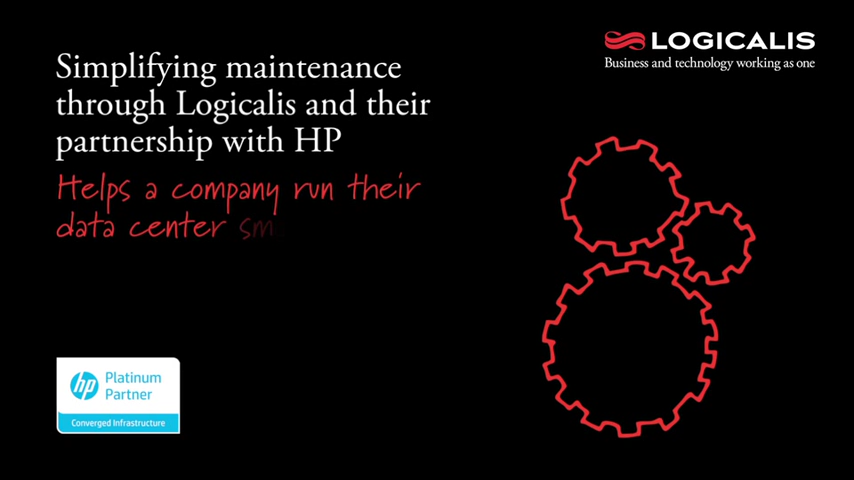 Simplifying maintenance
through Logicalis and their
partnership with HP
Helps a company run their
data center sm
LOGICALIS
Business and technology working as one
hp
Platinum
Partner
Converged Infrastructure